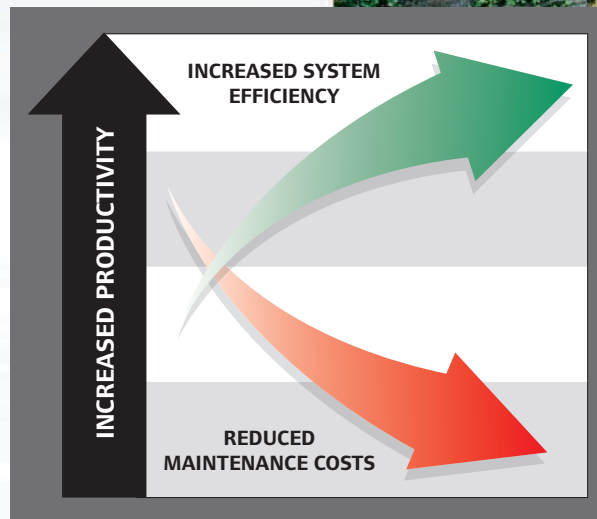 INCREASED SYSTEM
EFFICIENCY
INCREASED PRODUCTIVITY
REDUCED
MAINTENANCE COSTS